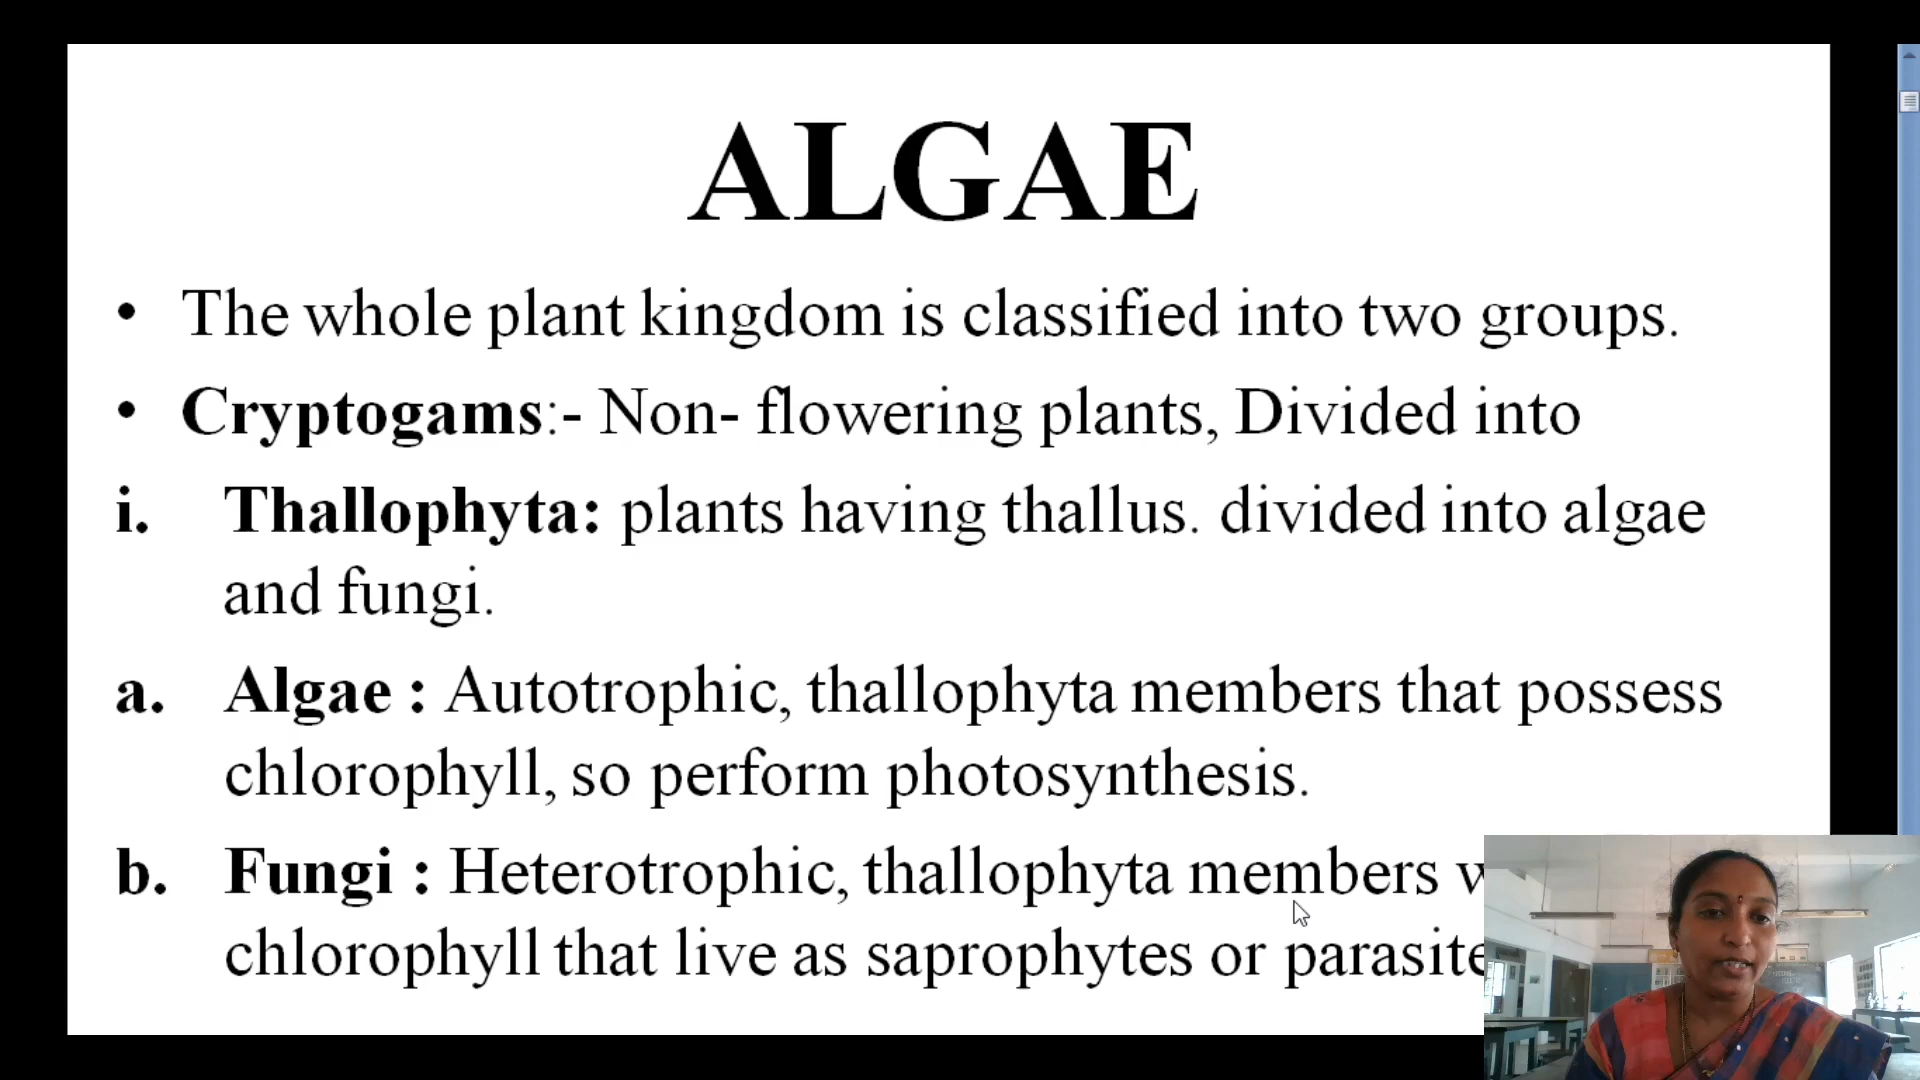 ALGAE
• The whole plant kingdom is classified into two groups.
• Cryptogams:- Non- flowering plants, Divided into
i. Thallophyta: plants having thallus. divided into algae
and fungi.
a. Algae : Autotrophic, thallophyta members that possess
chlorophyll, so perform photosynthesis.
b. Fungi : Heterotrophic, thallophyta members
chlorophyll that live as saprophytes or